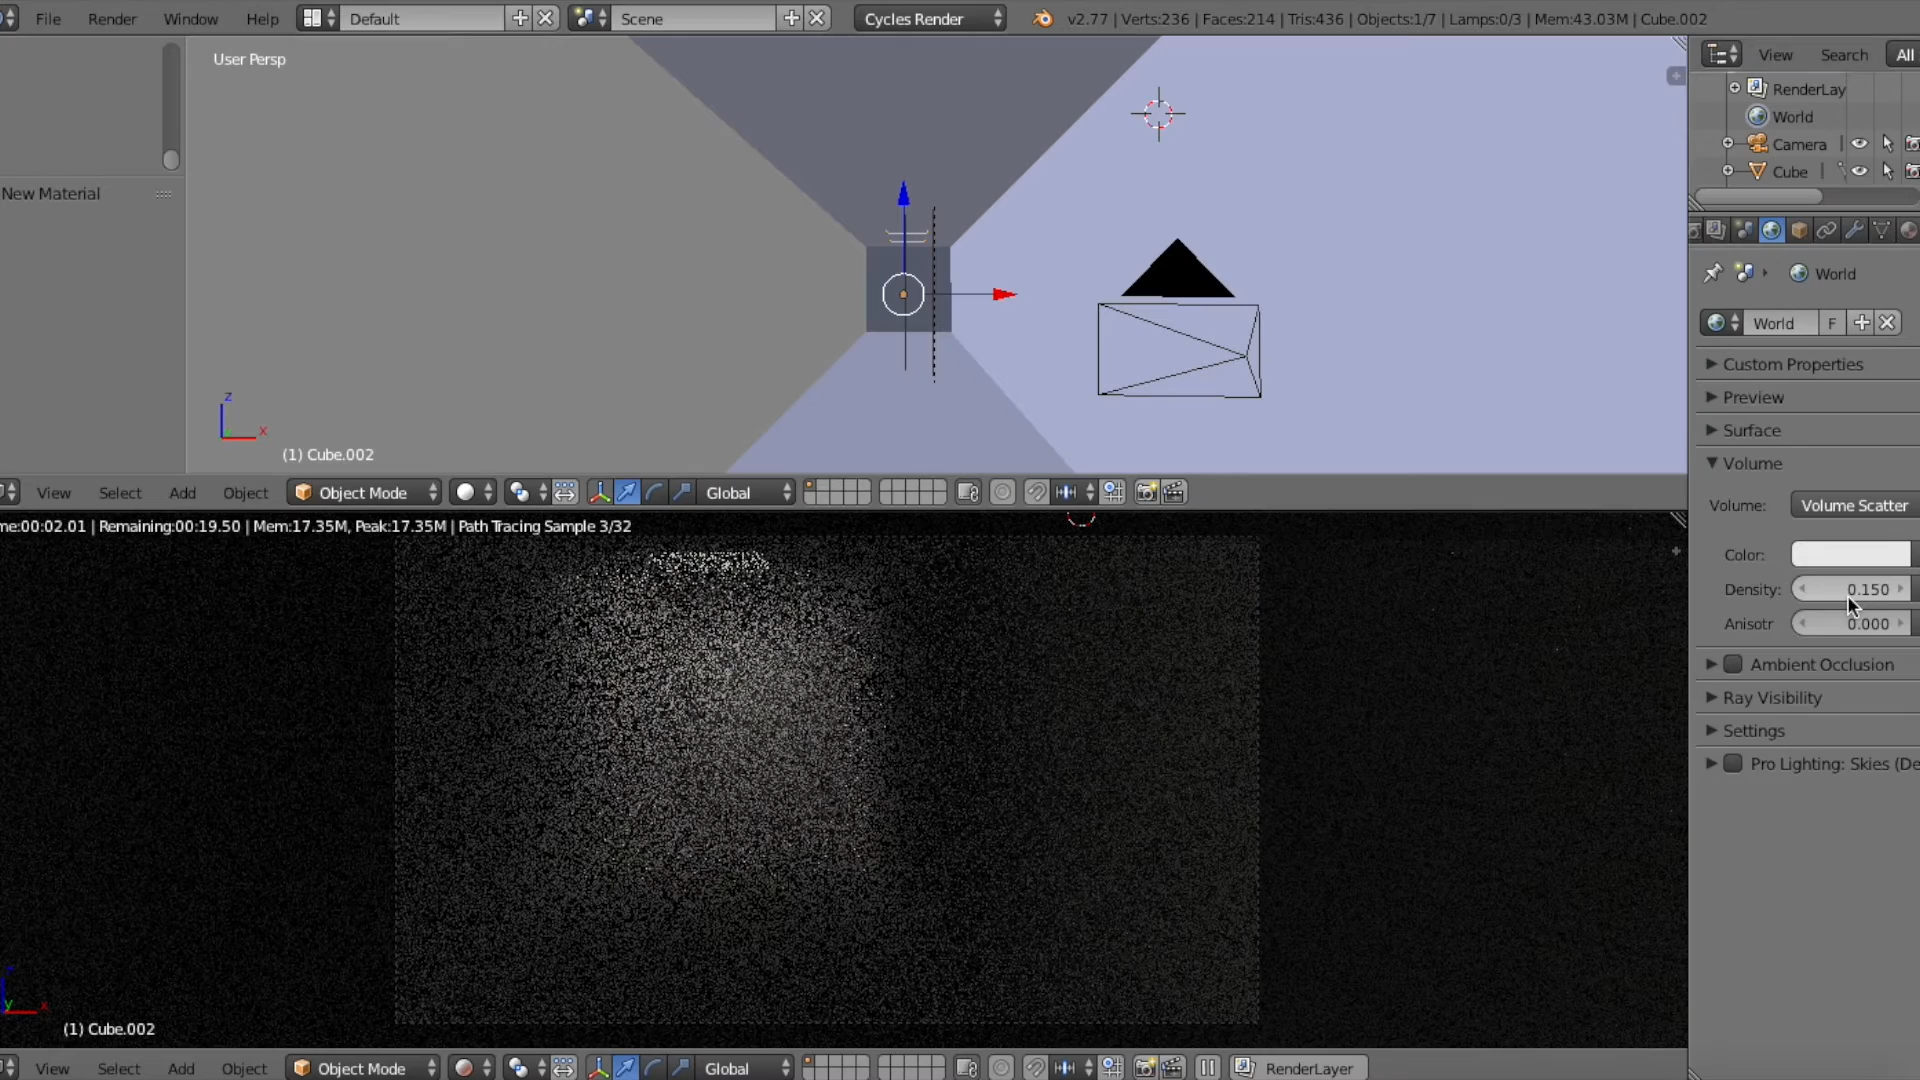 File Render Window Help Default Scene Cycles Render v2.77 | Verts:236 | Faces:214 | Tris:436 | Objects:1/7 | Lamps:0/3 | Mem:43.03M | Cube.002
User Persp
View Search All
RenderLay
World
Camera
Cube
New Material
World
World F
Custom Properties
Preview
Surface
Volume
Volume: Volume Scatter
Color:
Density: 0.150
Anisotr 0.000
Ambient Occlusion
Ray Visibility
Settings
Pro Lighting: Skies (De
z
x
(1) Cube.002
View Select Add Object Object Mode Global
me:00:02.01 | Remaining:00:19.50 | Mem:17.35M, Peak:17.35M | Path Tracing Sample 3/32
y
x
(1) Cube.002
View Select Add Object Object Mode Global RenderLayer